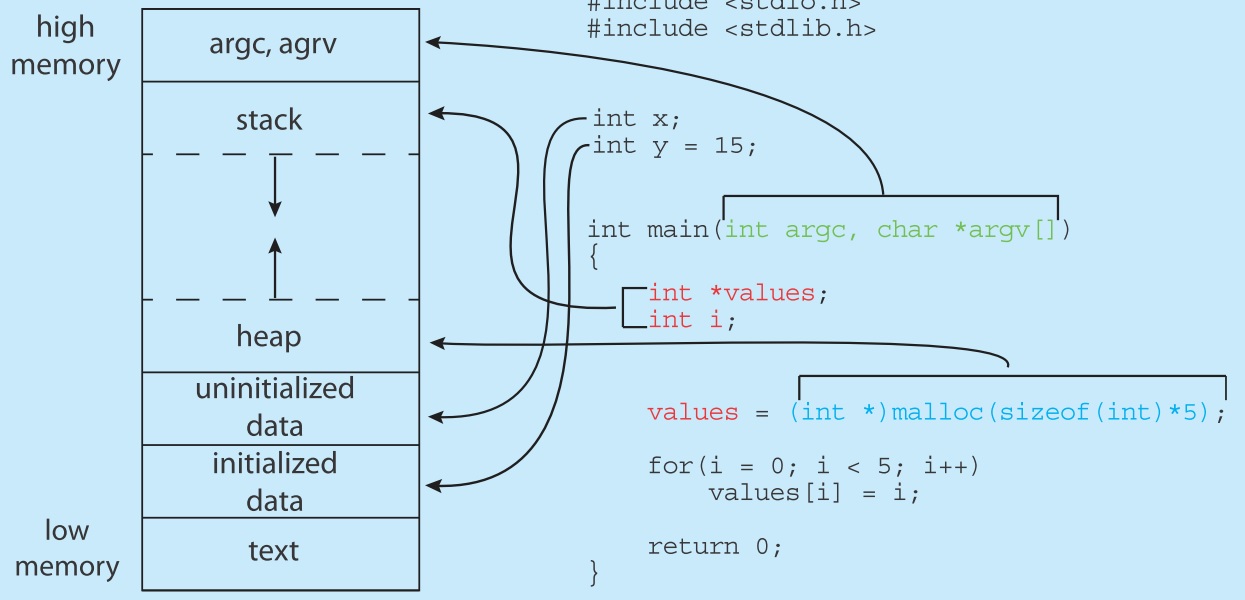 high
memory
argc, agrv
stack
heap
uninitialized
data
initialized
data
text
low
memory
#include <stdio.h>
#include <stdlib.h>
int x;
int y = 15;
int main(int argc, char *argv[])
{
int *values;
int i;
values = (int *)malloc(sizeof(int)*5);
for(i = 0; i < 5; i++)
values[i] = i;
return 0;
}